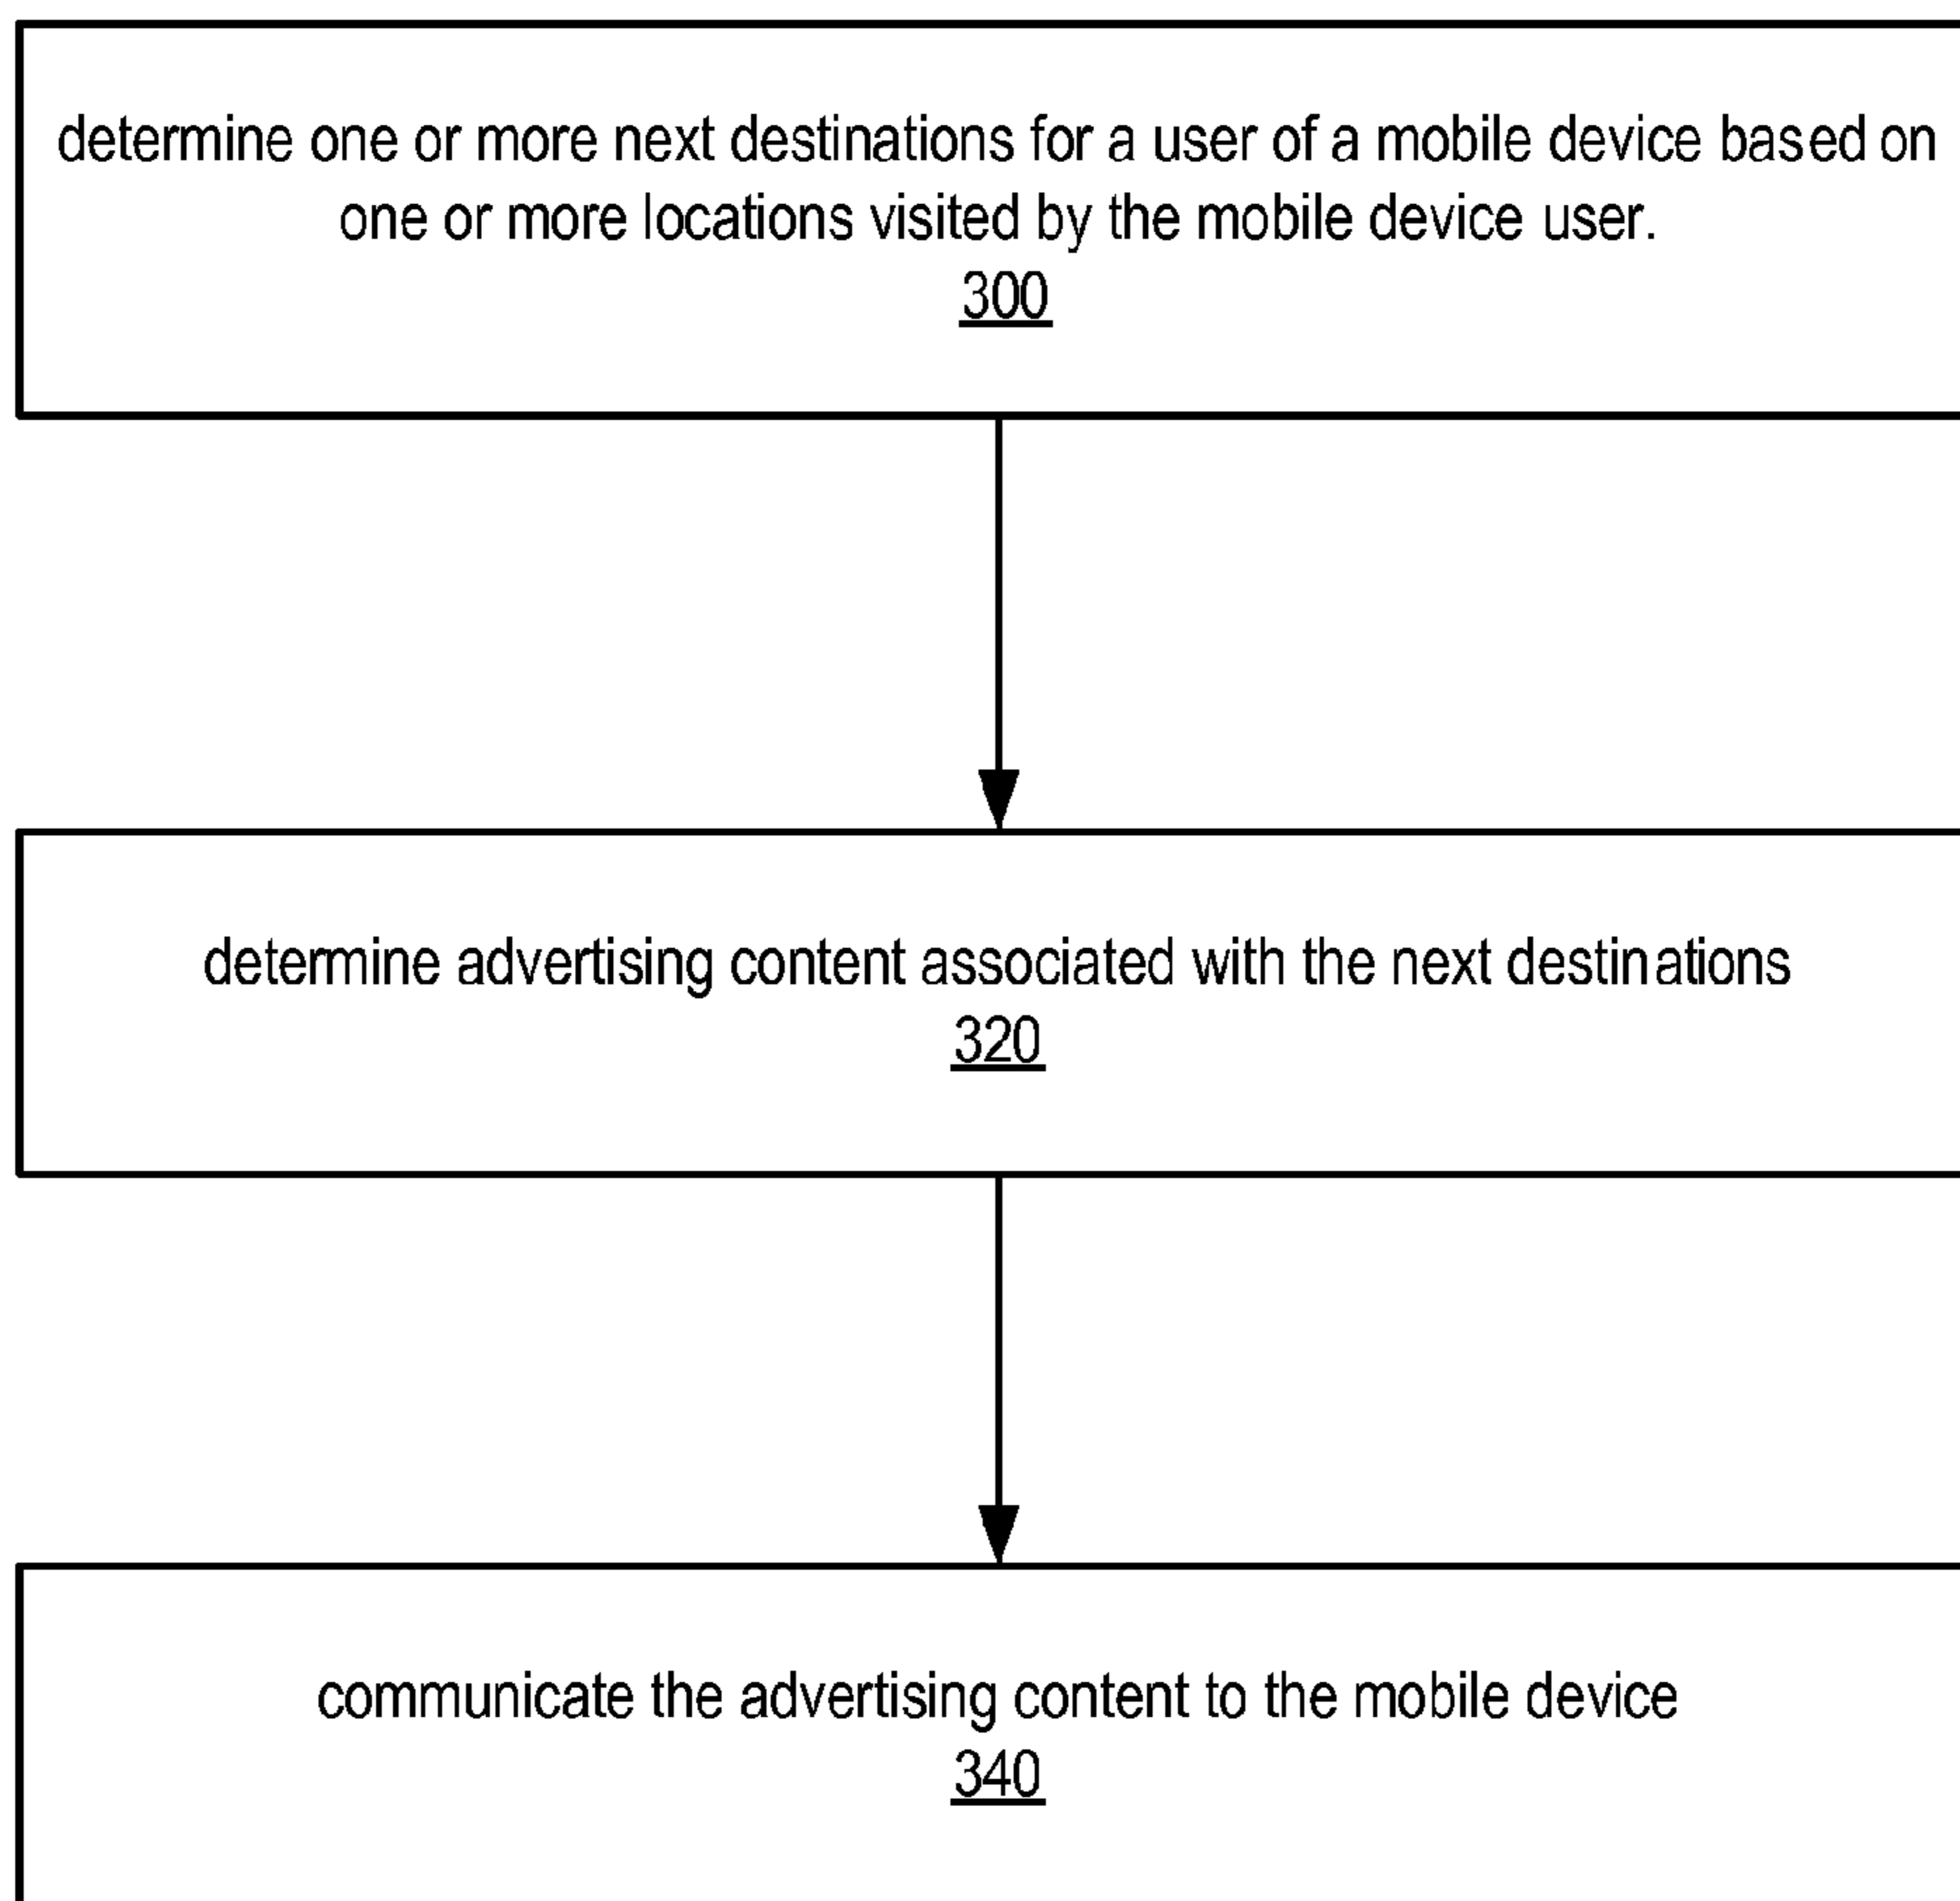 determine one or more next destinations for a user of a mobile device based on
one or more locations visited by the mobile device user.
300
determine advertising content associated with the next destinations
320
communicate the advertising content to the mobile device
340